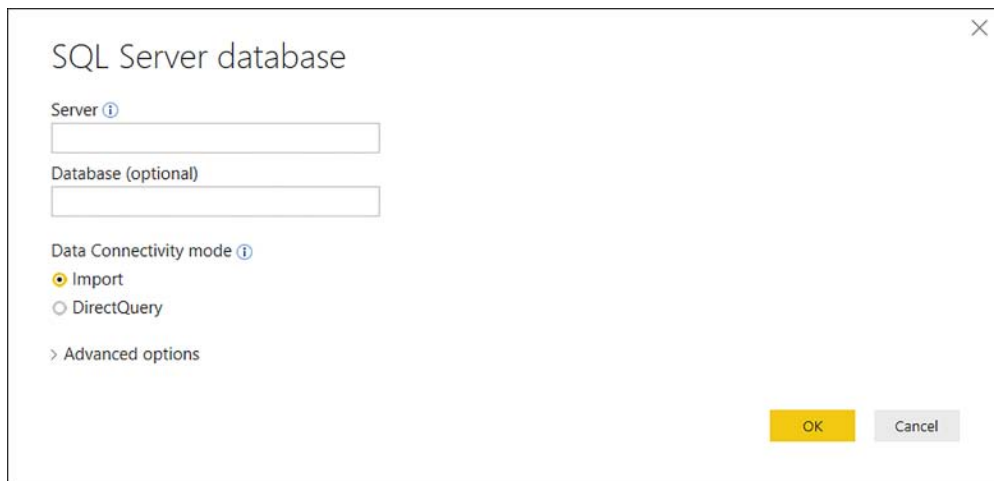 SQL Server database
Server
Database (optional)
Data Connectivity mode
Import
DirectQuery
Advanced options
OK Cancel